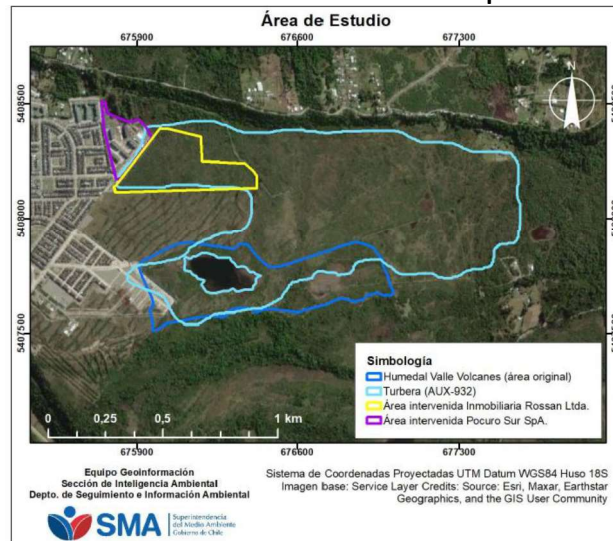 Área de Estudio
675900 676600 677300
5408500
5408000
5407500
Simbología
Humedal Valle Volcanes (área original)
Turbera (AUX-932)
Área intervenida Inmobiliaria Rossan Ltda.
Área intervenida Pocuro Sur SpA.
0 0,25 0,5 1 km
675900 676600 677300
Equipo Geoinformación
Sección de Inteligencia Ambiental
Depto. de Seguimiento e Información Ambiental
SMA
Superintendencia
del Medio Ambiente
Gobierno de Chile
Sistema de Coordenadas Proyectadas UTM Datum WGS84 Huso 18S
Imagen base: Service Layer Credits: Source: Esri, Maxar, Earthstar
Geographics, and the GIS User Community